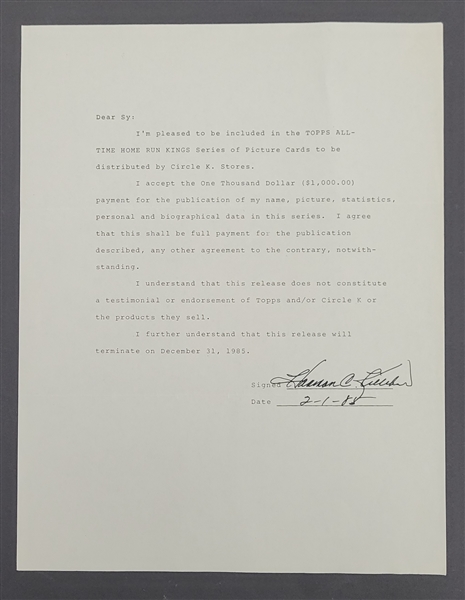 Dear Sy:
I'm pleased to be included in the TOPPS ALL-
TIME HOME RUN KINGS Series of Picture Cards to be
distributed by Circle K. Stores.
I accept the One Thousand Dollar ($1,000.00)
payment for the publication of my name, picture, statistics,
personal and biographical data in this series. I agree
that this shall be full payment for the publication
described, any other agreement to the contrary, notwith-
standing.
I understand that this release does not constitute
a testimonial or endorsement of Topps and/or Circle K or
the products they sell.
I further understand that this release will
terminate on December 31, 1985.
Signed Harmon C. Killebrew
Date 2-1-85